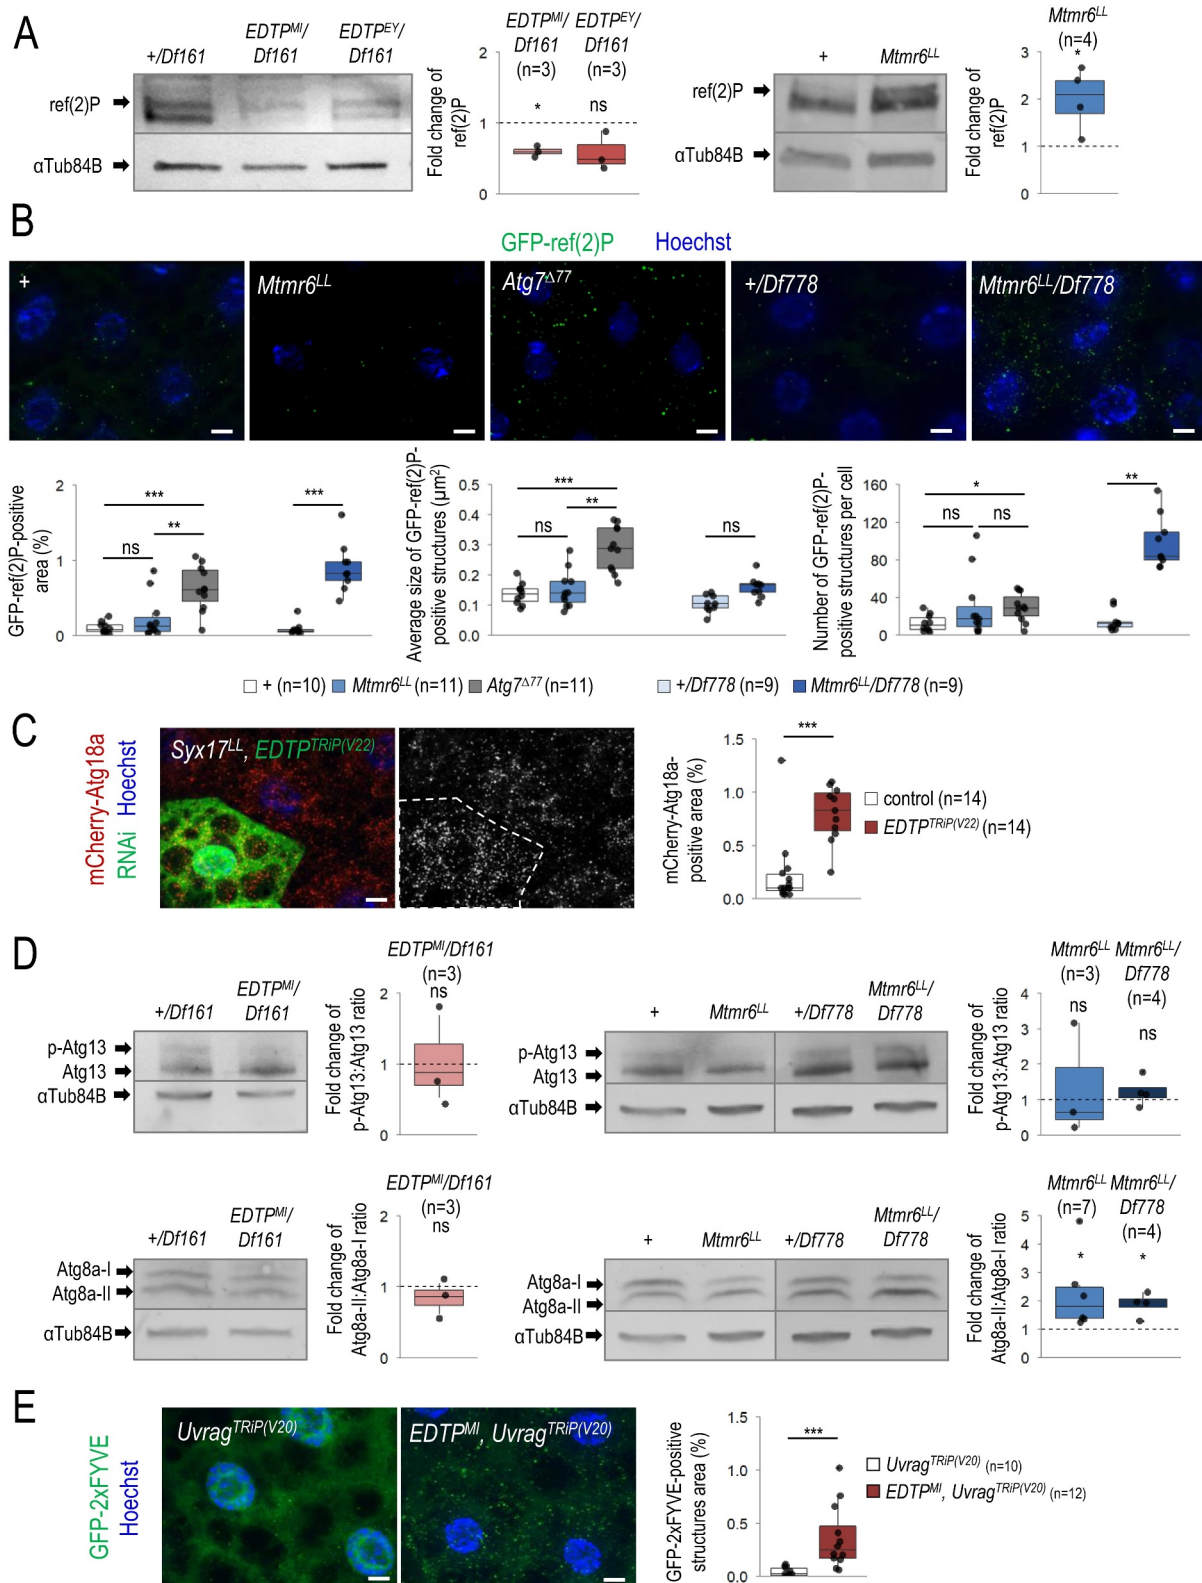 A
+/Df161
EDTP^MI/
Df161
EDTP^EY/
Df161
ref(2)P
αTub84B
EDTP^MI/ EDTP^EY/
Df161 Df161
(n=3) (n=3)
Fold change of
ref(2)P
2
1
0
*
ns
+
Mtmr6^LL
ref(2)P
αTub84B
Mtmr6^LL
(n=4)
*
Fold change of
ref(2)P
3
2
1
0
B
GFP-ref(2)P Hoechst
+
Mtmr6^LL
Atg7^Δ77
+/Df778
Mtmr6^LL/Df778
GFP-ref(2)P-positive
area (%)
2
1
0
***
**
ns
***
Average size of GFP-ref(2)P-
positive structures (μm²)
0.5
0.4
0.3
0.2
0.1
0.0
***
**
ns
ns
Number of GFP-ref(2)P-
positive structures per cell
160
120
80
40
0
*
ns
ns
**
+ (n=10) Mtmr6^LL (n=11) Atg7^Δ77 (n=11) +/Df778 (n=9) Mtmr6^LL/Df778 (n=9)
C
mCherry-Atg18a
RNAi Hoechst
Syx17^LL, EDTP^TRiP(V22)
mCherry-Atg18a-
positive area (%)
1.5
1.0
0.5
0.0
***
control (n=14)
EDTP^TRiP(V22) (n=14)
D
+/Df161
EDTP^MI/
Df161
p-Atg13
Atg13
αTub84B
EDTP^MI/Df161
(n=3)
ns
Fold change of
p-Atg13:Atg13 ratio
2
1
0
+
Mtmr6^LL
+/Df778
Mtmr6^LL/
Df778
p-Atg13
Atg13
αTub84B
Mtmr6^LL Mtmr6^LL/
(n=3) Df778
(n=4)
ns
ns
Fold change of
p-Atg13:Atg13 ratio
4
3
2
1
0
+/Df161
EDTP^MI/
Df161
Atg8a-I
Atg8a-II
αTub84B
EDTP^MI/Df161
(n=3)
ns
Fold change of
Atg8a-II:Atg8a-I ratio
2
1
0
+
Mtmr6^LL
+/Df778
Mtmr6^LL/
Df778
Atg8a-I
Atg8a-II
αTub84B
Mtmr6^LL Mtmr6^LL/
(n=7) Df778
(n=4)
*
*
Fold change of
Atg8a-II:Atg8a-I ratio
5
4
3
2
1
0
E
GFP-2xFYVE
Hoechst
Uvrag^TRiP(V20)
EDTP^MI, Uvrag^TRiP(V20)
GFP-2xFYVE-positive
structures area (%)
1.5
1.0
0.5
0.0
***
Uvrag^TRiP(V20) (n=10)
EDTP^MI, Uvrag^TRiP(V20) (n=12)